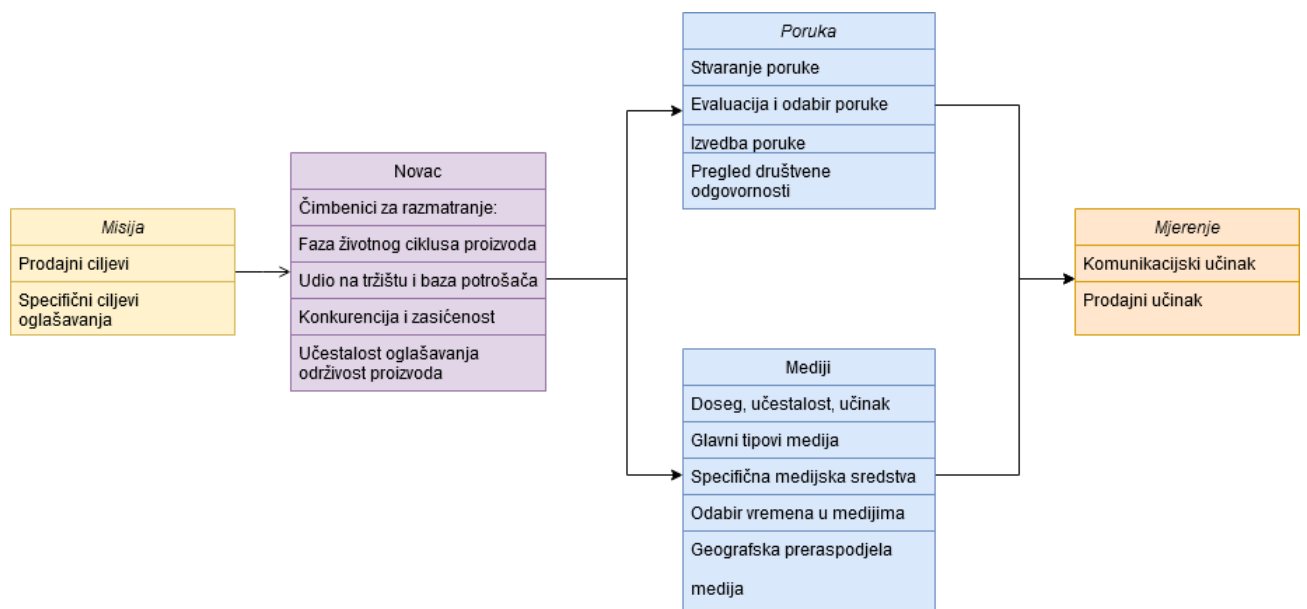 Misija
Prodajni ciljevi
Specifični ciljevi
oglašavanja
Novac
Čimbenici za razmatranje:
Faza životnog ciklusa proizvoda
Udio na tržištu i baza potrošača
Konkurencija i zasićenost
Učestalost oglašavanja
održivost proizvoda
Poruka
Stvaranje poruke
Evaluacija i odabir poruke
Izvedba poruke
Pregled društvene
odgovornosti
Mediji
Doseg, učestalost, učinak
Glavni tipovi medija
Specifična medijska sredstva
Odabir vremena u medijima
Geografska preraspodjela
medija
Mjerenje
Komunikacijski učinak
Prodajni učinak